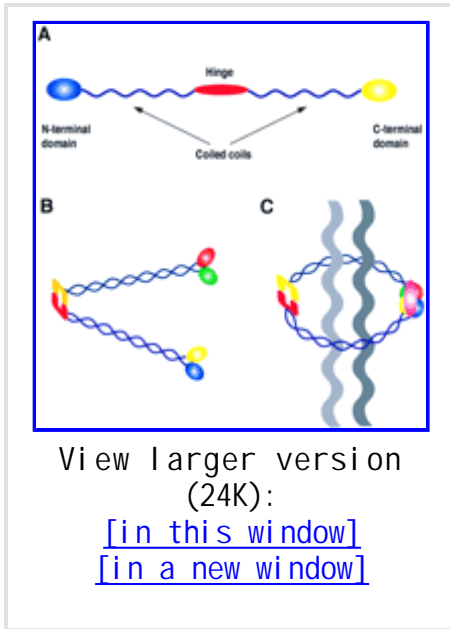 A
Hinge
N-terminal
domain
Coiled coils
C-terminal
domain
B
C
View larger version
(24K):
[in this window]
[in a new window]